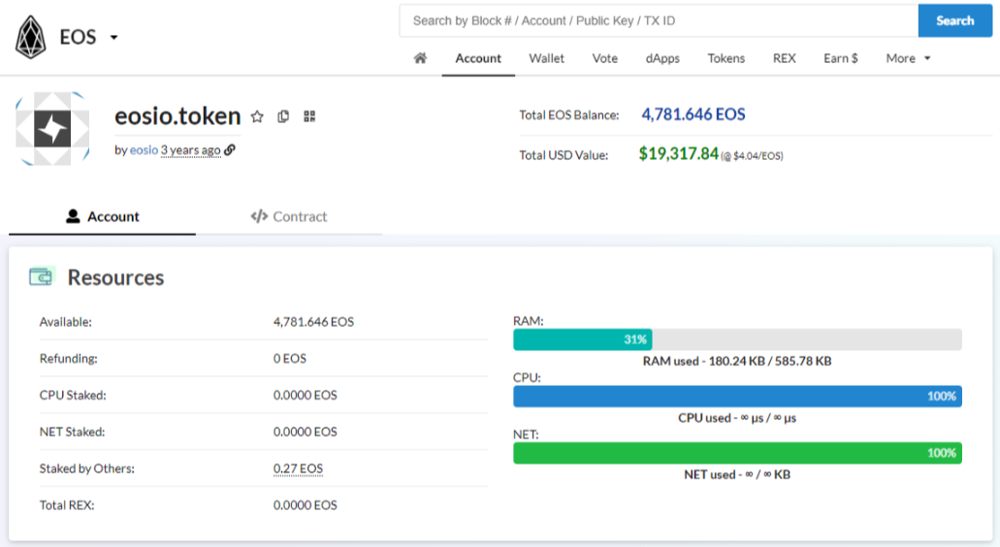 EOS
Search by Block # / Account / Public Key / TX ID
Search
Account Wallet Vote dApps Tokens REX Earn $ More
eosio.token
by eosio 3 years ago
Total EOS Balance: 4,781.646 EOS
Total USD Value: $19,317.84 (@ $4.04/EOS)
Account
</> Contract
Resources
Available: 4,781.646 EOS
Refunding: 0 EOS
CPU Staked: 0.0000 EOS
NET Staked: 0.0000 EOS
Staked by Others: 0.27 EOS
Total REX: 0.0000 EOS
RAM:
31%
RAM used - 180.24 KB / 585.78 KB
CPU:
100%
CPU used - ∞ µs / ∞ µs
NET:
100%
NET used - ∞ / ∞ KB